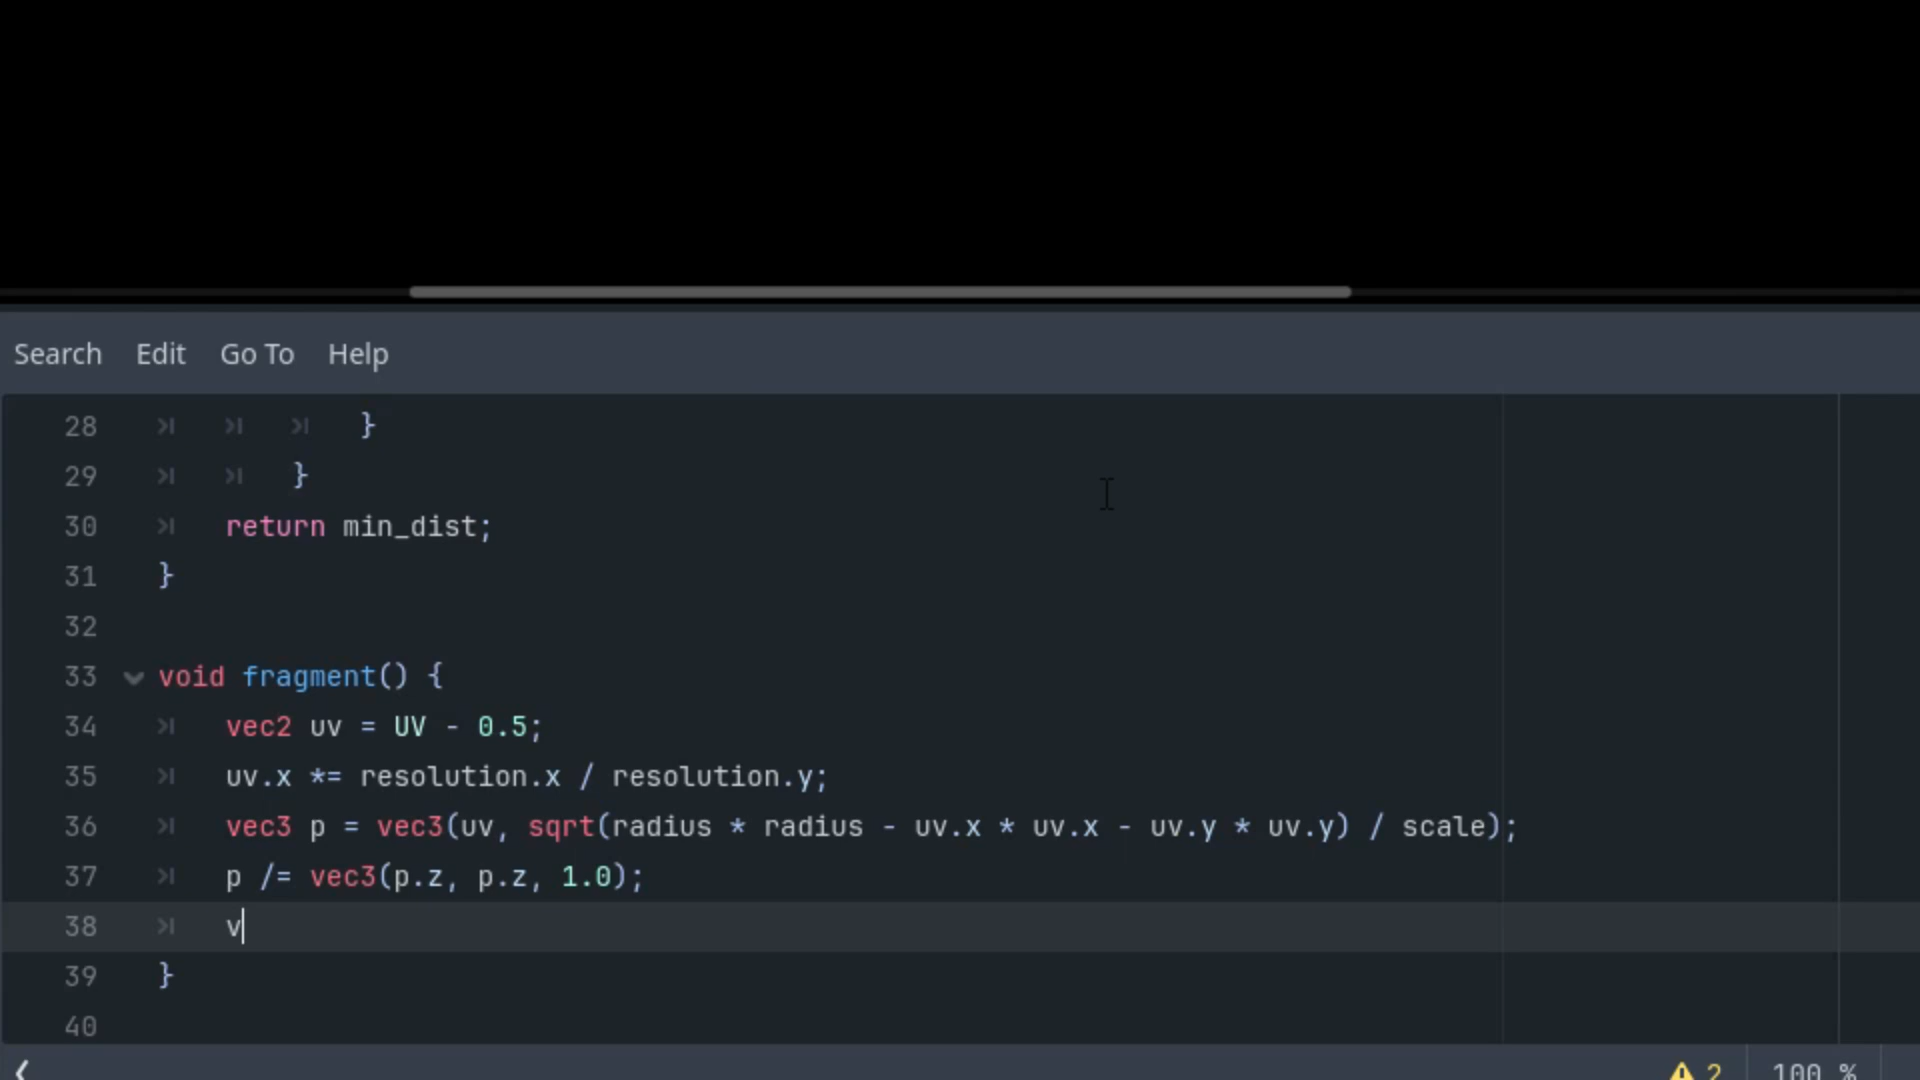 Search Edit Go To Help
28 }
29 }
30 return min_dist;
31 }
32
33 void fragment() {
34 vec2 uv = UV - 0.5;
35 uv.x *= resolution.x / resolution.y;
36 vec3 p = vec3(uv, sqrt(radius * radius - uv.x * uv.x - uv.y * uv.y) / scale);
37 p /= vec3(p.z, p.z, 1.0);
38 v
39 }
40
2 100 %